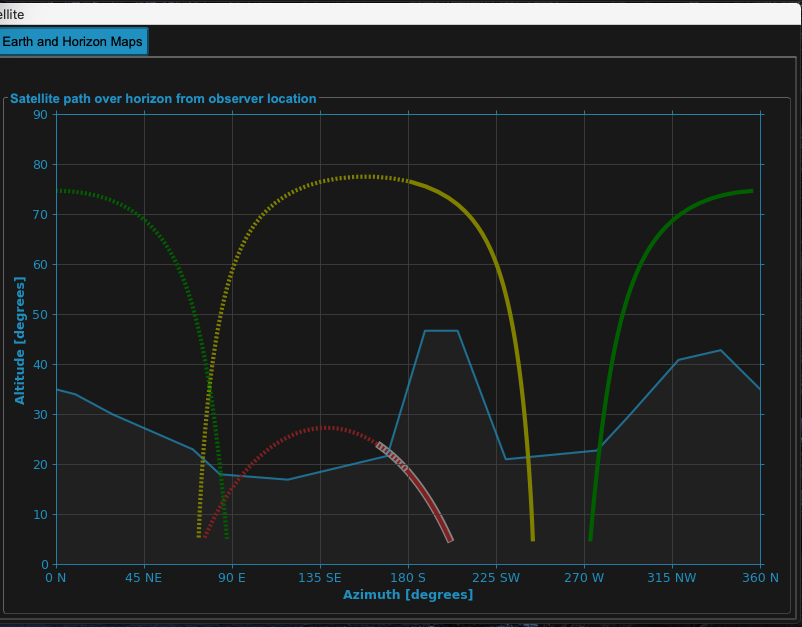 ellite
Earth and Horizon Maps
Satellite path over horizon from observer location
90
80
70
60
50
40
30
20
10
0
Altitude [degrees]
0 N 45 NE 90 E 135 SE 180 S 225 SW 270 W 315 NW 360 N
Azimuth [degrees]